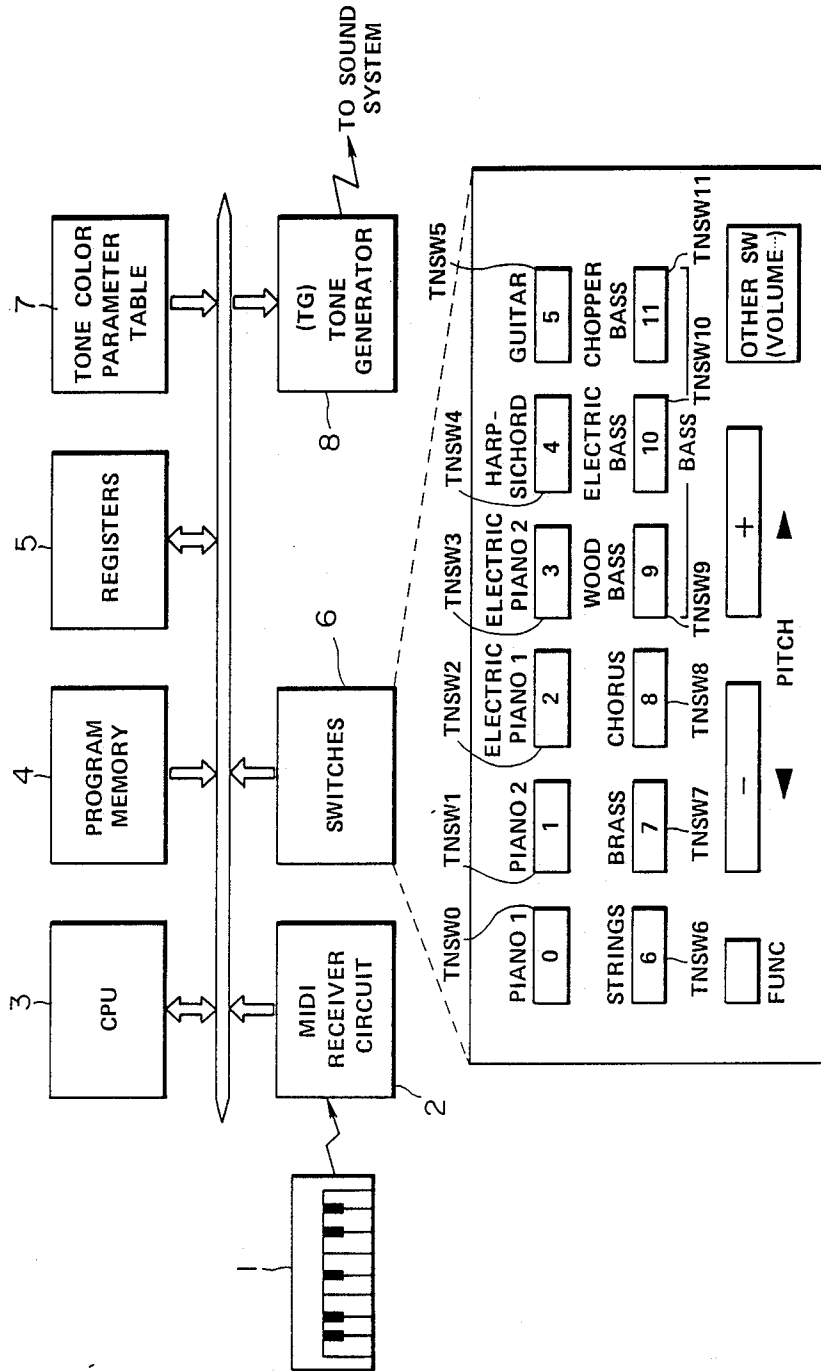 3
4
5
7
CPU
PROGRAM
MEMORY
REGISTERS
TONE COLOR
PARAMETER
TABLE
1
MIDI
RECEIVER
CIRCUIT
SWITCHES
(TG)
TONE
GENERATOR
TO SOUND
SYSTEM
2
6
8
TNSW0
TNSW1
TNSW2
TNSW3
TNSW4
TNSW5
PIANO 1
PIANO 2
ELECTRIC
PIANO 1
ELECTRIC
PIANO 2
HARP-
SICHORD
GUITAR
0
1
2
3
4
5
STRINGS
BRASS
CHORUS
WOOD
BASS
ELECTRIC
BASS
CHOPPER
BASS
6
7
8
9
10
11
TNSW6
TNSW7
TNSW8
TNSW9
BASS
TNSW10
TNSW11
FUNC
-
+
OTHER SW
(VOLUME...)
◀ PITCH ▶